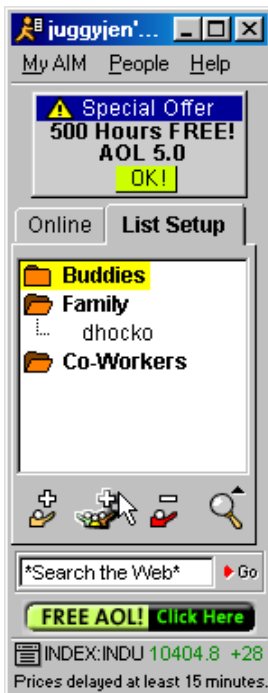 juggyjen'...
My AIM People Help
Special Offer
500 Hours FREE!
AOL 5.0
OK!
Online List Setup
Buddies
Family
dhocko
Co-Workers
*Search the Web* Go
FREE AOL! Click Here
INDEX:INDU 10404.8 +28
Prices delayed at least 15 minutes.